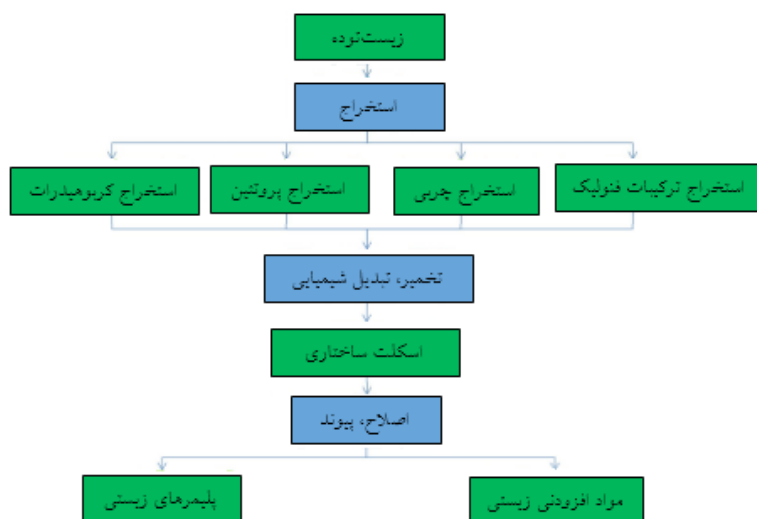 زیست‌توده
استخراج
استخراج ترکیبات فنولیک
استخراج چربی
استخراج پروتئین
استخراج کربوهیدرات
تخمیر، تبدیل شیمیایی
اسکلت ساختاری
اصلاح، پیوند
مواد افزودنی زیستی
پلیمرهای زیستی